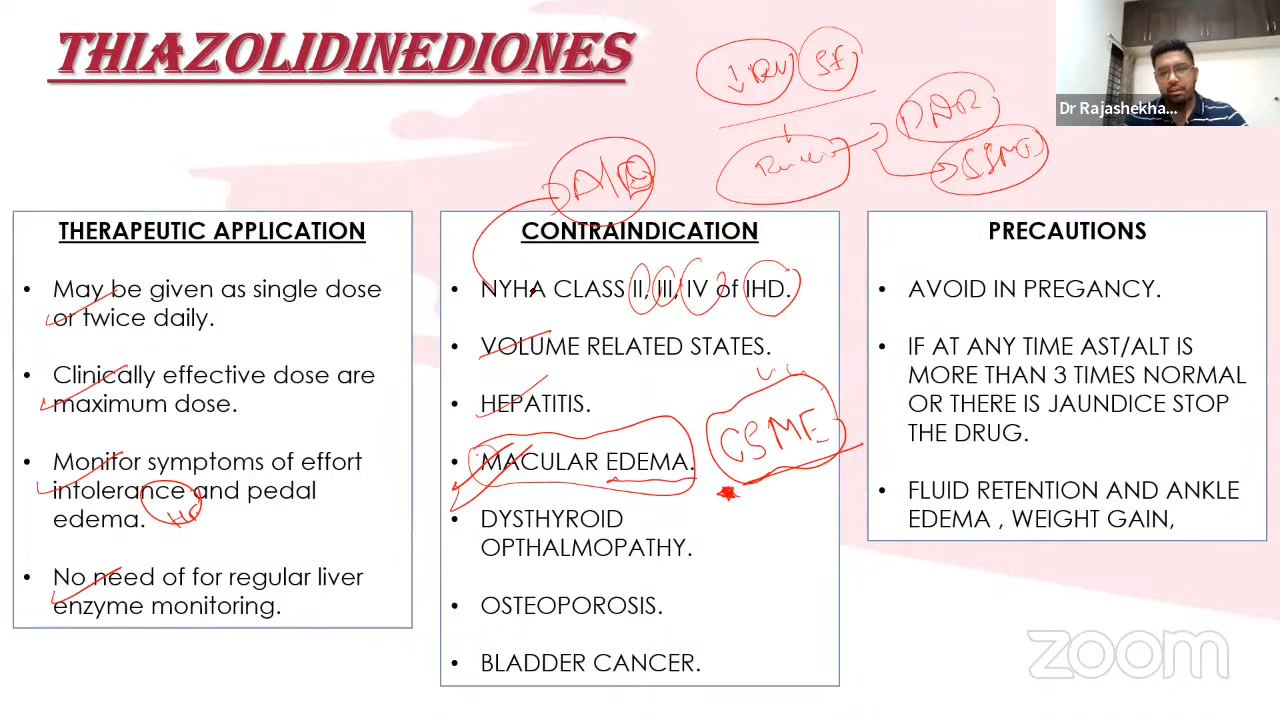 THIAZOLIDINEDIONES
Dr Rajashekha...
CSME
THERAPEUTIC APPLICATION
• May be given as single dose
or twice daily.
• Clinically effective dose are
maximum dose.
• Monitor symptoms of effort
intolerance and pedal
edema.
• No need of for regular liver
enzyme monitoring.
CONTRAINDICATION
• NYHA CLASS II, III, IV of IHD.
• VOLUME RELATED STATES.
• HEPATITIS.
• MACULAR EDEMA.
CSME
• DYSTHYROID
OPTHALMOPATHY.
• OSTEOPOROSIS.
• BLADDER CANCER.
PRECAUTIONS
• AVOID IN PREGANCY.
• IF AT ANY TIME AST/ALT IS
MORE THAN 3 TIMES NORMAL
OR THERE IS JAUNDICE STOP
THE DRUG.
• FLUID RETENTION AND ANKLE
EDEMA , WEIGHT GAIN,
zoom